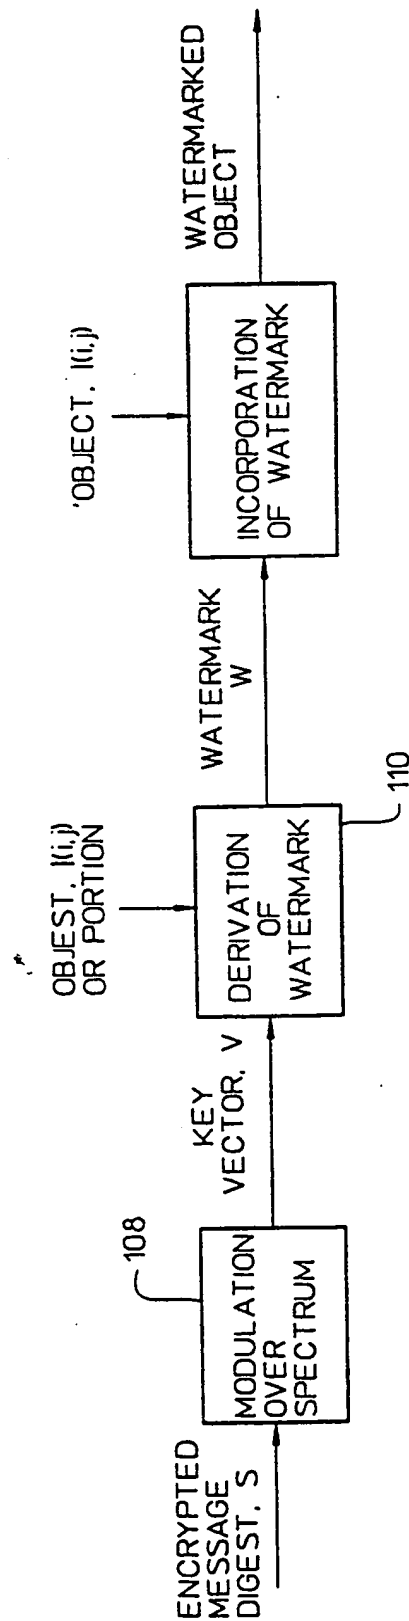 ENCRYPTED
MESSAGE
DIGEST, S
108
MODULATION
OVER
SPECTRUM
KEY
VECTOR, V
OBJEST, I(i,j)
OR PORTION
DERIVATION
OF
WATERMARK
110
WATERMARK
W
'OBJECT, I(i,j)
INCORPORATION
OF WATERMARK
WATERMARKED
OBJECT